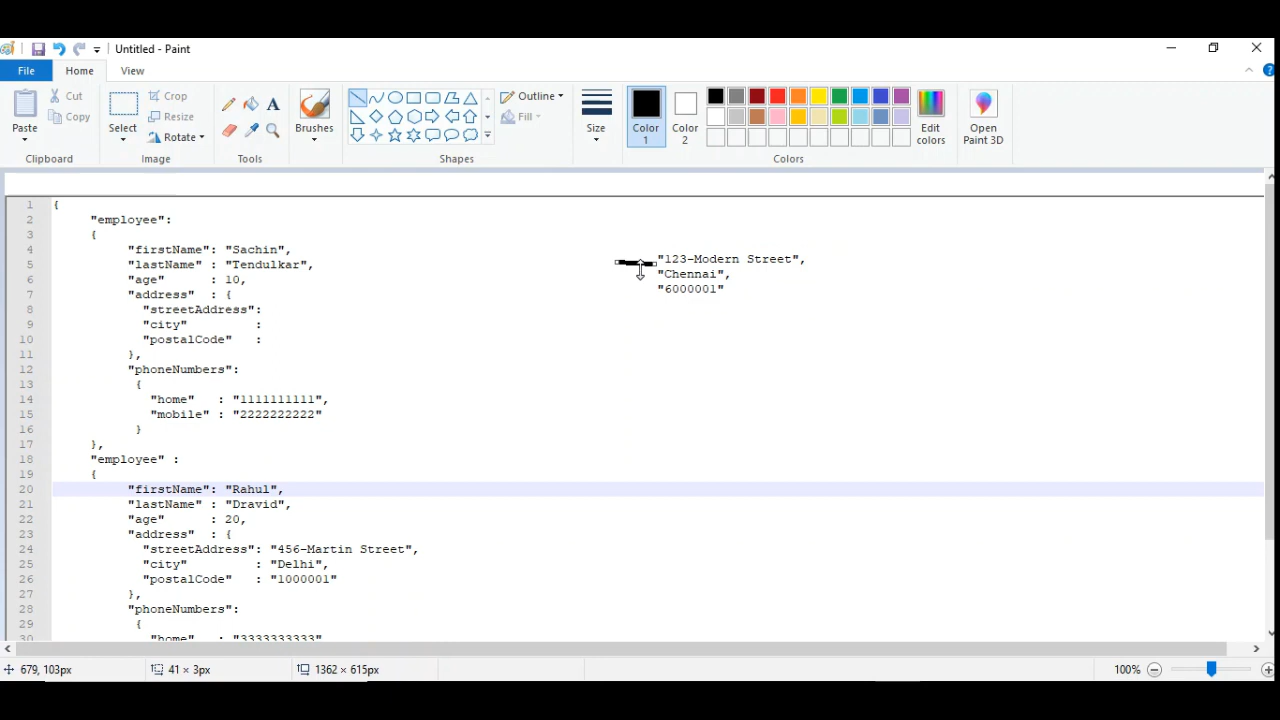 Untitled - Paint
File Home View
Paste
Cut
Copy
Clipboard
Select
Crop
Resize
Rotate
Image
Tools
Brushes
Shapes
Outline
Fill
Size
Color 1
Color 2
Colors
Edit colors
Open Paint 3D
1 {
2 "employee":
3 {
4 "firstName": "Sachin",
5 "lastName" : "Tendulkar", "123-Modern Street",
6 "age" : 10, "Chennai",
7 "address" : { "6000001"
8 "streetAddress":
9 "city" :
10 "postalCode" :
11 },
12 "phoneNumbers":
13 {
14 "home" : "1111111111",
15 "mobile" : "2222222222"
16 }
17 },
18 "employee" :
19 {
20 "firstName": "Rahul",
21 "lastName" : "Dravid",
22 "age" : 20,
23 "address" : {
24 "streetAddress": "456-Martin Street",
25 "city" : "Delhi",
26 "postalCode" : "1000001"
27 },
28 "phoneNumbers":
29 {
30 "home" : "3333333333"
679, 103px 41 × 3px 1362 × 615px 100%